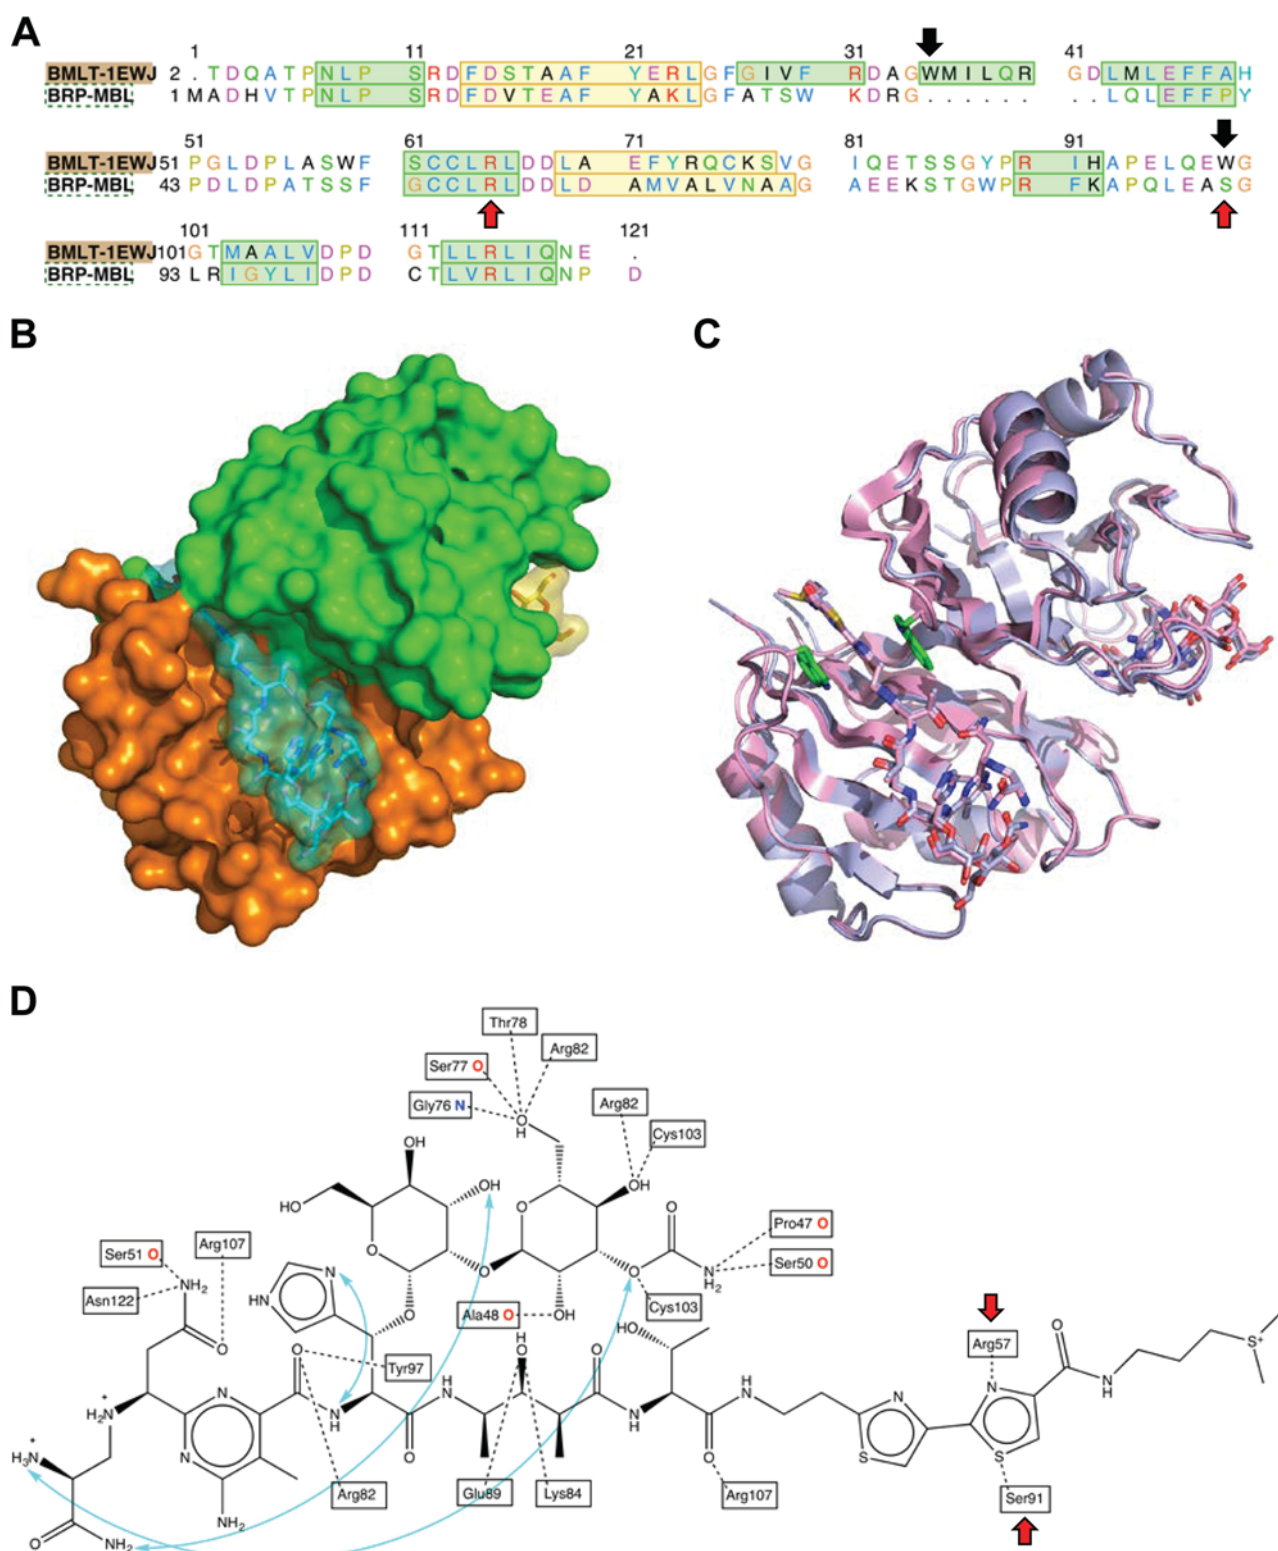 A
1 11 21 31 41
BMLT-1EWJ 2 . T D Q A T P N L P S R D F D S T A A F Y E R L G F G I V F R D A G W M I L Q R G D L M L E F F A H
BRP-MBL 1 M A D H V T P N L P S R D F D V T E A F Y A K L G F A T S W K D R G . . . . . . . . L Q L E F F P Y
51 61 71 81 91
BMLT-1EWJ 51 P G L D P L A S W F S C C L R L D D L A E F Y R Q C K S V G I Q E T S S G Y P R I H A P E L Q E W G
BRP-MBL 43 P D L D P A T S S F G C C L R L D D L D A M V A L V N A A G A E E K S T G W P R F K A P Q L E A S G
101 111 121
BMLT-1EWJ 101 G T M A A L V D P D G T L L R L I Q N E .
BRP-MBL 93 L R I G Y L I D P D C T L V R L I Q N P D
B C
D
Thr78
Ser77 O Arg82
Gly76 N Arg82
O
H Cys103
OH
HO OH OH O
O O Pro47 O
Ser51 O Arg107 NH2 N O O N
H2 Ser50 O
Asn122 HN Cys103
Ala48 O OH
O O O HO
H
O O Arg57 O S+
Tyr97
+
H2N N N
H H
N N
H H
N N N N
H
+
H3N N O O S S
Arg82 Glu89 Lys84 Arg107 Ser91
NH2
O NH2